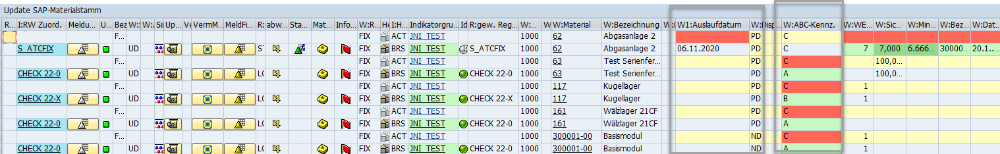 Update SAP-Materialstamm
R... I:RW Zuord. Meldu... U... Bez W:S W:A Sir Up... Ve VermM... MeldFi... R: abw... Sta... Mat... Info... W:R... He I:H... Indikatorgru... Id R:gew. Reg... W:... W W:Material W:Bezeichnung W:I W1:Auslaufdatum W:Disp W:ABC-Kennz. W:WE... W:Sic... W:Min... W:Bez... W:Dat...
F... FIX ACT JNI_TEST 1000 62 Abgasanlage 2 PD C
S_ATCFIX UD ST FIX BRS JNI_TEST S_ATCFIX 1000 62 Abgasanlage 2 06.11.2020 PD C 7 7,000 6.666... 30000... 20.1...
F... FIX ACT JNI_TEST 1000 63 Test Serienfer... PD C 100,0...
CHECK 22-0 UD LC FIX BRS JNI_TEST CHECK 22-0 1000 63 Test Serienfer... PD A 100,0...
F... FIX ACT JNI_TEST 1000 117 Kugellager PD C 1
CHECK 22-X UD LC FIX BRS JNI_TEST CHECK 22-X 1000 117 Kugellager PD B 1
F... FIX ACT JNI_TEST 1000 161 Wälzlager 21CF PD C
CHECK 22-0 UD LC FIX BRS JNI_TEST CHECK 22-0 1000 161 Wälzlager 21CF PD A
F... FIX ACT JNI_TEST 1000 300001-00 Basismodul ND C 1
CHECK 22-0 UD LC FIX BRS JNI_TEST CHECK 22-0 1000 300001-00 Basismodul ND A 1